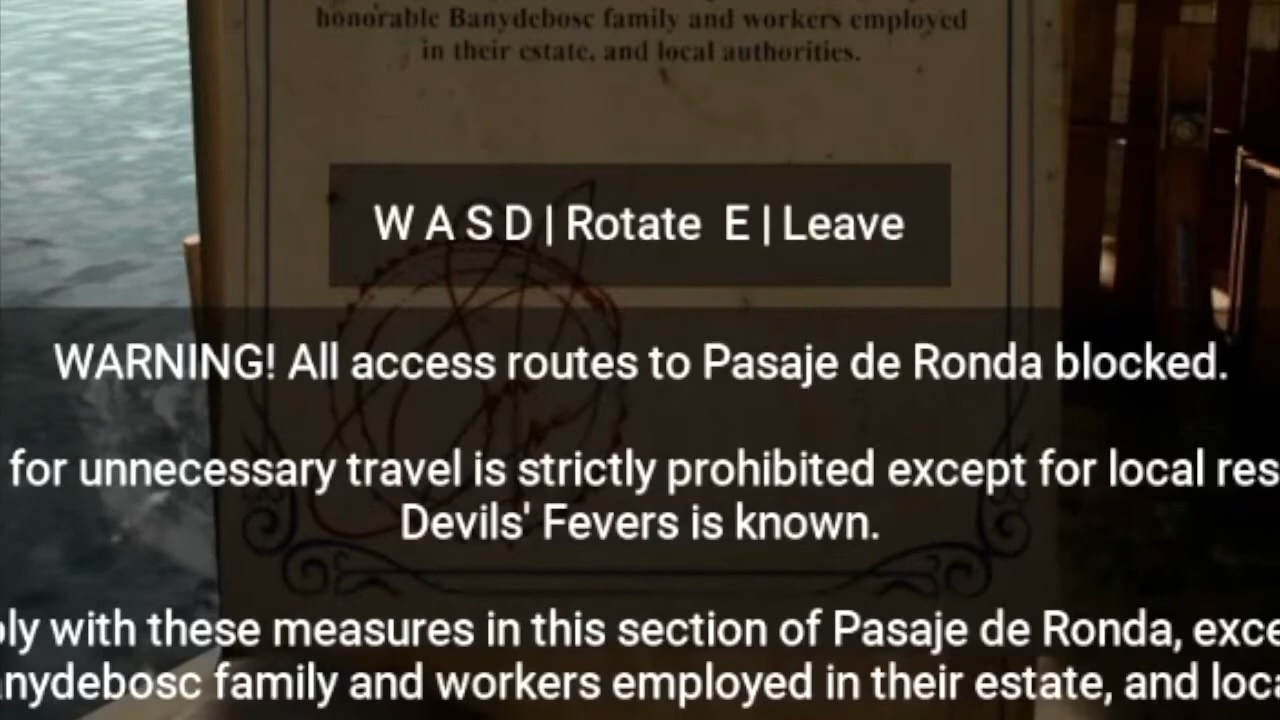 honorable Banydebosc family and workers employed
in their estate, and local authorities.
W A S D | Rotate E | Leave
WARNING! All access routes to Pasaje de Ronda blocked.
for unnecessary travel is strictly prohibited except for local res
Devils' Fevers is known.
ply with these measures in this section of Pasaje de Ronda, exce
anydebosc family and workers employed in their estate, and loca